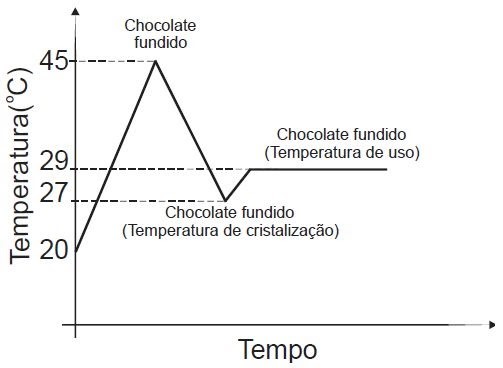 Chocolate
fundido
45
Temperatura(°C)
Chocolate fundido
(Temperatura de uso)
29
27
Chocolate fundido
(Temperatura de cristalização)
20
Tempo